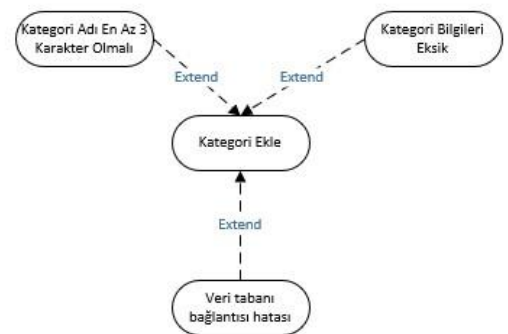 Kategori Adı En Az 3
Karakter Olmalı
Kategori Bilgileri
Eksik
Extend
Extend
Kategori Ekle
Extend
Veri tabanı
bağlantısı hatası